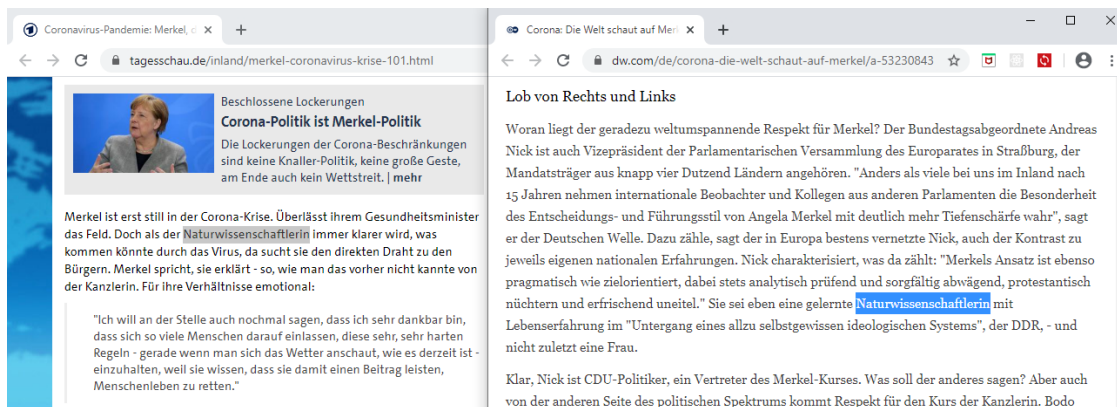 Coronavirus-Pandemie: Merkel,
tagesschau.de/inland/merkel-coronavirus-krise-101.html
Beschlossene Lockerungen
Corona-Politik ist Merkel-Politik
Die Lockerungen der Corona-Beschränkungen
sind keine Knaller-Politik, keine große Geste,
am Ende auch kein Wettstreit. | mehr
Merkel ist erst still in der Corona-Krise. Überlässt ihrem Gesundheitsminister
das Feld. Doch als der Naturwissenschaftlerin immer klarer wird, was
kommen könnte durch das Virus, da sucht sie den direkten Draht zu den
Bürgern. Merkel spricht, sie erklärt - so, wie man das vorher nicht kannte von
der Kanzlerin. Für ihre Verhältnisse emotional:
"Ich will an der Stelle auch nochmal sagen, dass ich sehr dankbar bin,
dass sich so viele Menschen darauf einlassen, diese sehr, sehr harten
Regeln - gerade wenn man sich das Wetter anschaut, wie es derzeit ist -
einzuhalten, weil sie wissen, dass sie damit einen Beitrag leisten,
Menschenleben zu retten."
Corona: Die Welt schaut auf Mer
dw.com/de/corona-die-welt-schaut-auf-merkel/a-53230843
Lob von Rechts und Links
Woran liegt der geradezu weltumspannende Respekt für Merkel? Der Bundestagsabgeordnete Andreas
Nick ist auch Vizepräsident der Parlamentarischen Versammlung des Europarates in Straßburg, der
Mandatsträger aus knapp vier Dutzend Ländern angehören. "Anders als viele bei uns im Inland nach
15 Jahren nehmen internationale Beobachter und Kollegen aus anderen Parlamenten die Besonderheit
des Entscheidungs- und Führungsstil von Angela Merkel mit deutlich mehr Tiefenschärfe wahr", sagt
er der Deutschen Welle. Dazu zähle, sagt der in Europa bestens vernetzte Nick, auch der Kontrast zu
jeweils eigenen nationalen Erfahrungen. Nick charakterisiert, was da zählt: "Merkels Ansatz ist ebenso
pragmatisch wie zielorientiert, dabei stets analytisch prüfend und sorgfältig abwägend, protestantisch
nüchtern und erfrischend uneitel." Sie sei eben eine gelernte Naturwissenschaftlerin mit
Lebenserfahrung im "Untergang eines allzu selbstgewissen ideologischen Systems", der DDR, - und
nicht zuletzt eine Frau.
Klar, Nick ist CDU-Politiker, ein Vertreter des Merkel-Kurses. Was soll der anderes sagen? Aber auch
von der anderen Seite des politischen Spektrums kommt Respekt für den Kurs der Kanzlerin. Bodo